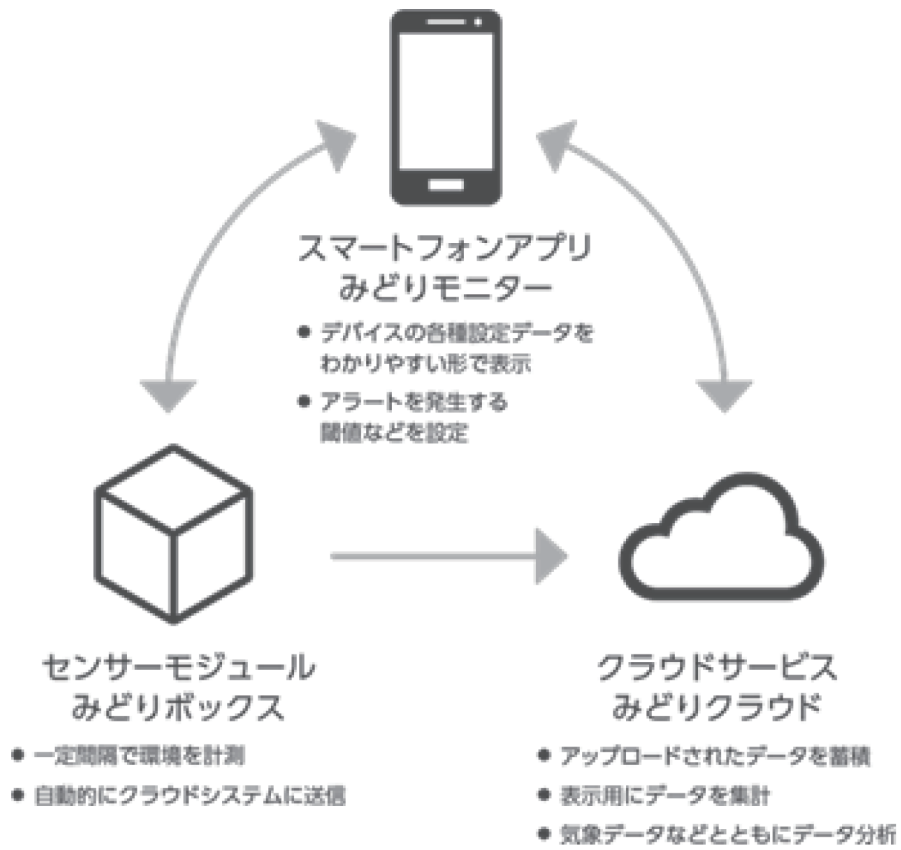 スマートフォンアプリ
みどりモニター
● デバイスの各種設定データを
わかりやすい形で表示
● アラートを発生する
閾値などを設定
センサーモジュール
みどりボックス
● 一定間隔で環境を計測
● 自動的にクラウドシステムに送信
クラウドサービス
みどりクラウド
● アップロードされたデータを蓄積
● 表示用にデータを集計
● 気象データなどとともにデータ分析